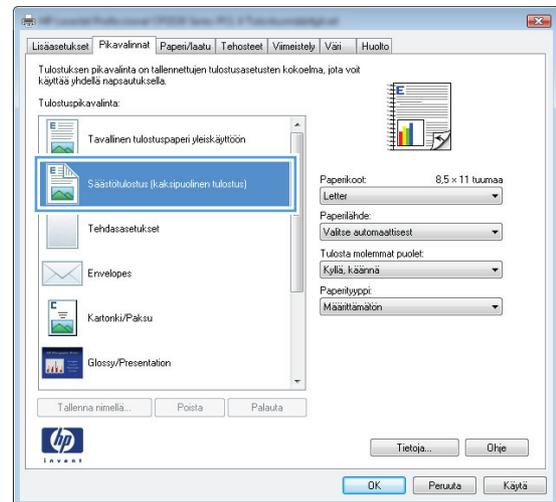 Lisäasetukset Pikavalinnat Paperi/laatu Tehosteet Viimeistely Väri Huolto
Tulostuksen pikavalinta on tallennettujen tulostusasetusten kokoelma, jota voit
käyttää yhdellä napsautuksella.
Tulostuspikavalinta:
Tavallinen tulostuspaperi yleiskäyttöön
Säästötulostus (kaksipuolinen tulostus)
Tehdasasetukset
Envelopes
Kartonki/Paksu
Glossy/Presentation
Tallenna nimellä... Poista Palauta
Paperikoot: 8,5 × 11 tuumaa
Letter
Paperilähde:
Valitse automaattisest
Tulosta molemmat puolet:
Kyllä, käännä
Paperityyppi:
Määrittämätön
hp
invent
Tietoja... Ohje
OK Peruuta Käytä